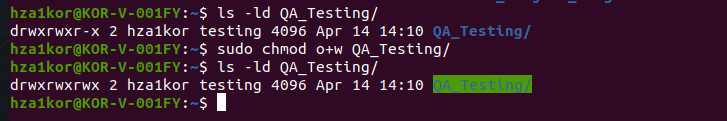 hza1kor@KOR-V-001FY:~$ ls -ld QA_Testing/
drwxrwxr-x 2 hza1kor testing 4096 Apr 14 14:10 QA_Testing/
hza1kor@KOR-V-001FY:~$ sudo chmod o+w QA_Testing/
hza1kor@KOR-V-001FY:~$ ls -ld QA_Testing/
drwxrwxrwx 2 hza1kor testing 4096 Apr 14 14:10 QA_Testing/
hza1kor@KOR-V-001FY:~$